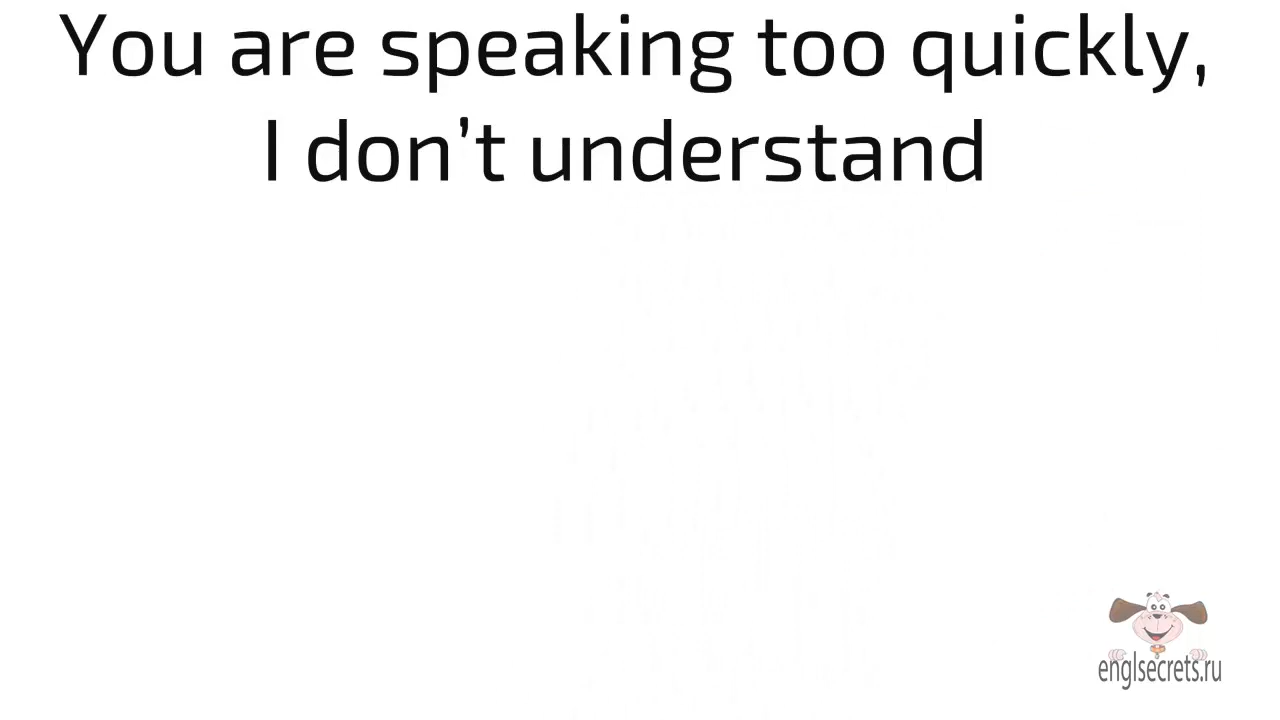 You are speaking too quickly,
I don’t understand
englsecrets.ru